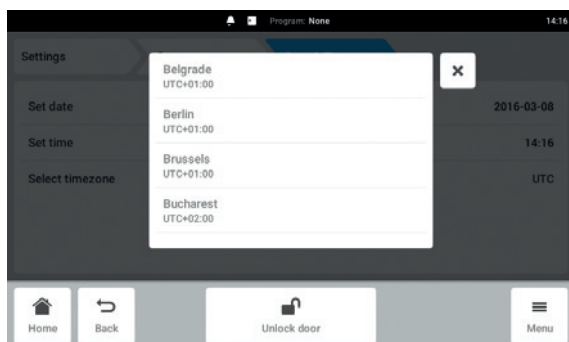 Program: None
14:16
Settings
Belgrade
UTC+01:00
Berlin
UTC+01:00
Brussels
UTC+01:00
Bucharest
UTC+02:00
Set date
2016-03-08
Set time
14:16
Select timezone
UTC
Home
Back
Unlock door
Menu